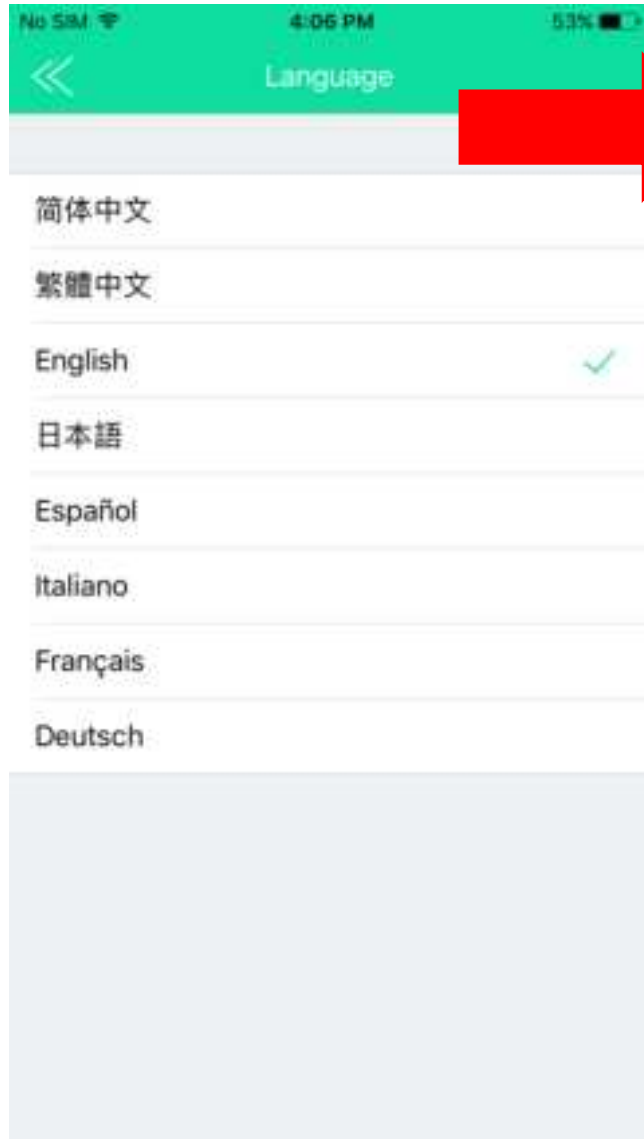 No SIM 4:06 PM 53%
Language
简体中文
繁體中文
English
日本語
Español
Italiano
Français
Deutsch